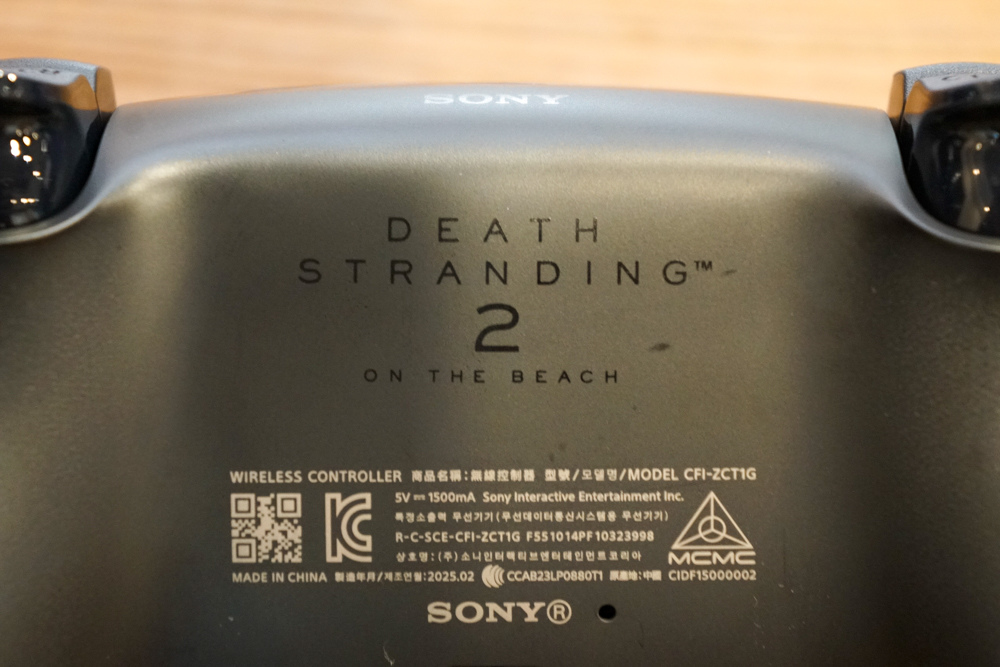 SONY
DEATH
STRANDING™
2
ON THE BEACH
WIRELESS CONTROLLER 商品名稱:無線控制器 型號/모델명/MODEL CFI-ZCT1G
5V ⎓ 1500mA Sony Interactive Entertainment Inc.
특정소출력 무선기기(무선데이터통신시스템용 무선기기)
R-C-SCE-CFI-ZCT1G F551014PF10323998
상호명:(주)소니인터랙티브엔터테인먼트코리아
MCMC
MADE IN CHINA 製造年月/제조연월:2025.02 CCAB23LP0880T1 原產地:中國 CIDF15000002
SONY®